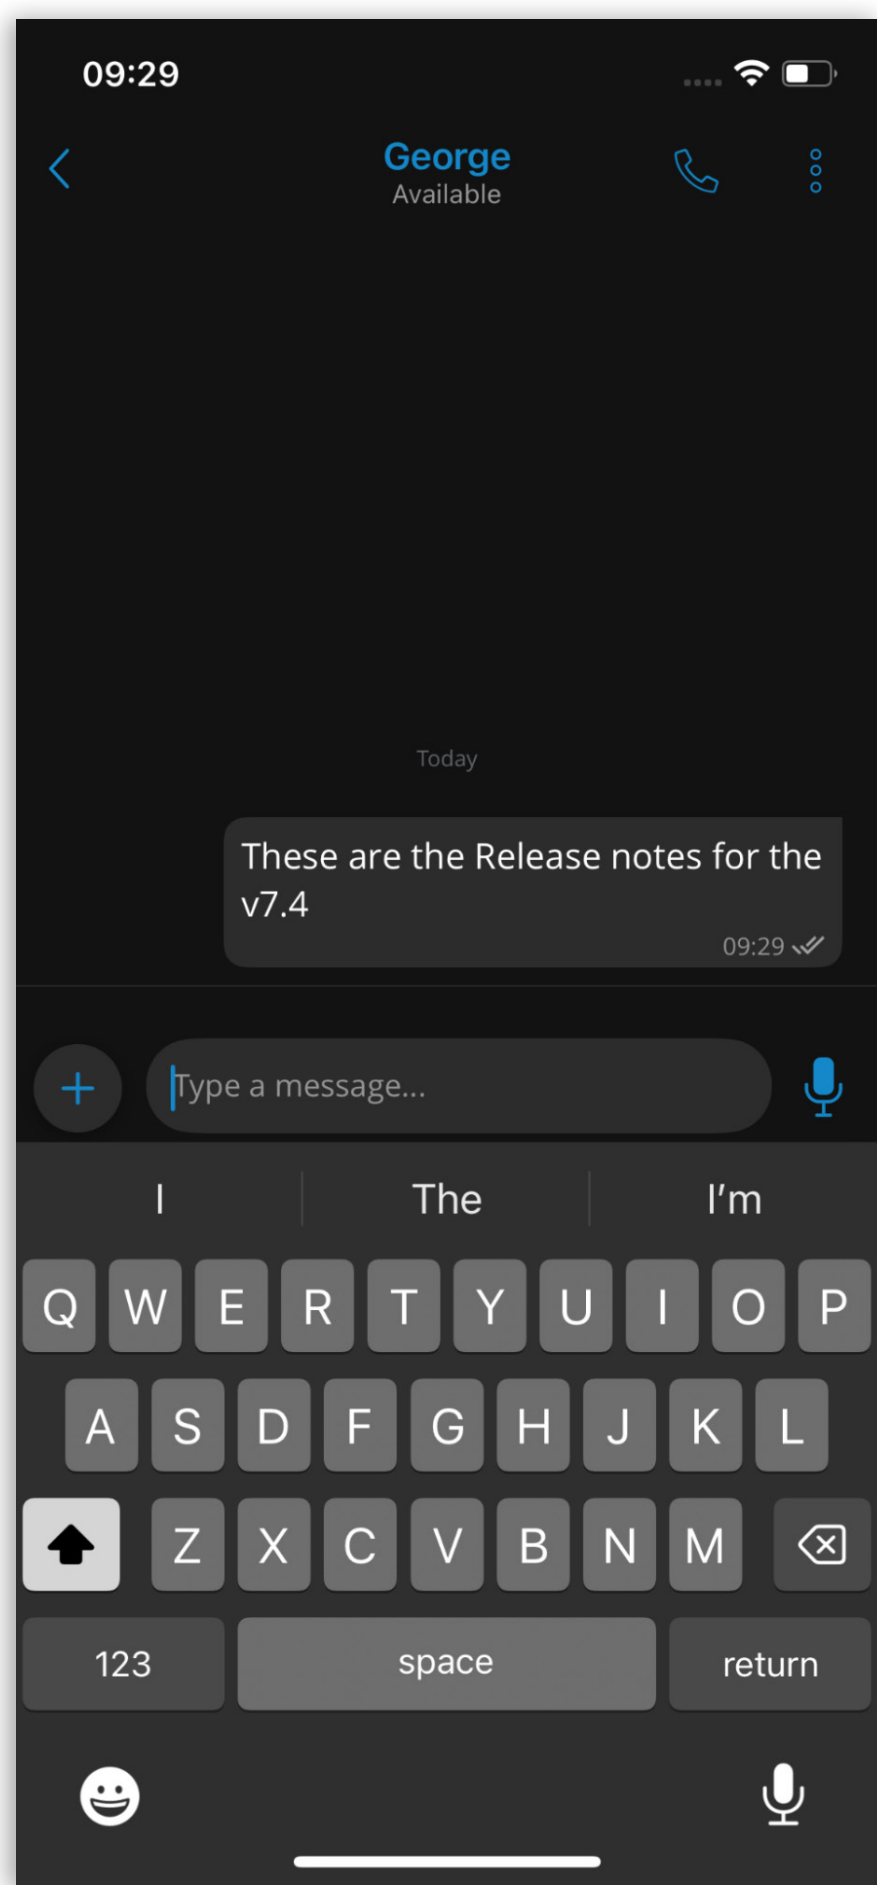 09:29
George
Available
Today
These are the Release notes for the
v7.4
09:29
Type a message...
I The I'm
Q W E R T Y U I O P
A S D F G H J K L
Z X C V B N M
123 space return